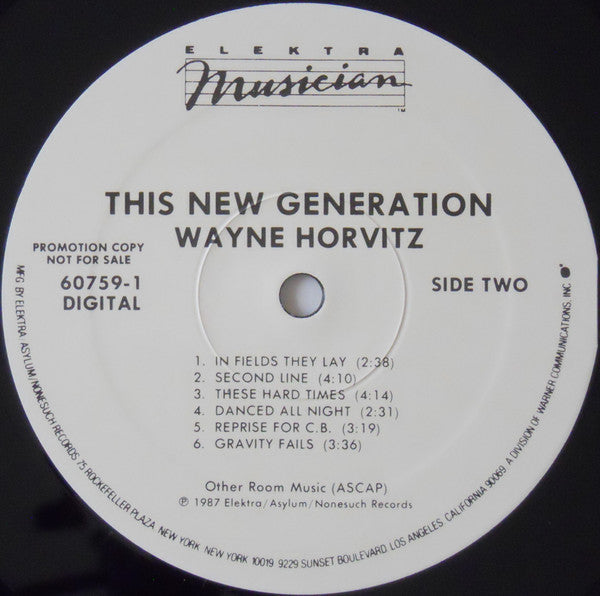 ELEKTRA
Musician
™
THIS NEW GENERATION
WAYNE HORVITZ
PROMOTION COPY
NOT FOR SALE
60759-1
DIGITAL
SIDE TWO
1. IN FIELDS THEY LAY (2:38)
2. SECOND LINE (4:10)
3. THESE HARD TIMES (4:14)
4. DANCED ALL NIGHT (2:31)
5. REPRISE FOR C.B. (3:19)
6. GRAVITY FAILS (3:36)
Other Room Music (ASCAP)
℗ 1987 Elektra/Asylum/Nonesuch Records
MFG. BY ELEKTRA/ASYLUM/NONESUCH RECORDS 75 ROCKEFELLER PLAZA, NEW YORK, NEW YORK 10019 9229 SUNSET BOULEVARD, LOS ANGELES, CALIFORNIA 90069. A DIVISION OF WARNER COMMUNICATIONS, INC.